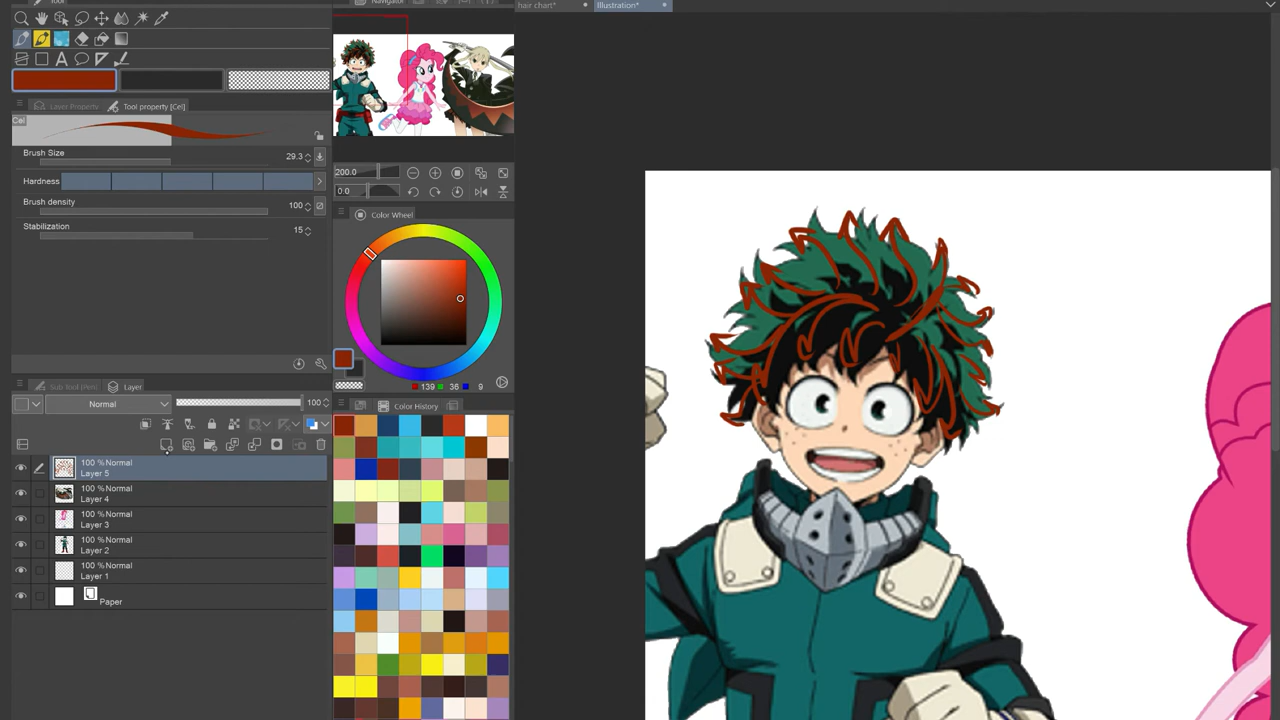 Tool
Navigator
hair chart*
Illustration*
Layer Property
Tool property [Cel]
Cel
Brush Size
29.3
200.0
Hardness
0.0
Brush density
100
Color Wheel
Stabilization
15
Sub Tool (Pen)
Layer
139
36
9
Normal
100
Color History
100 %Normal
Layer 5
100 %Normal
Layer 4
100 %Normal
Layer 3
100 %Normal
Layer 2
100 %Normal
Layer 1
Paper